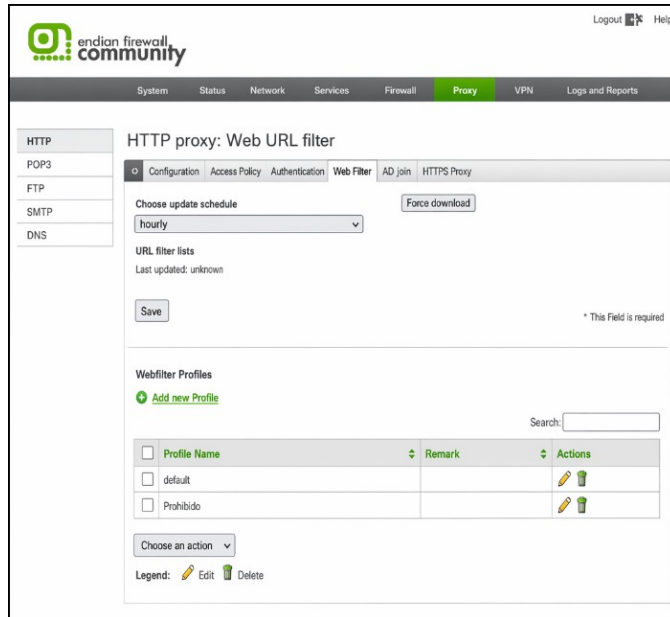 Logout Help
endian firewall
community
System Status Network Services Firewall Proxy VPN Logs and Reports
HTTP
POP3
FTP
SMTP
DNS
HTTP proxy: Web URL filter
Configuration Access Policy Authentication Web Filter AD join HTTPS Proxy
Choose update schedule Force download
hourly
URL filter lists
Last updated: unknown
Save
* This Field is required
Webfilter Profiles
Add new Profile
Search:
Profile Name Remark Actions
default
Prohibido
Choose an action
Legend: Edit Delete